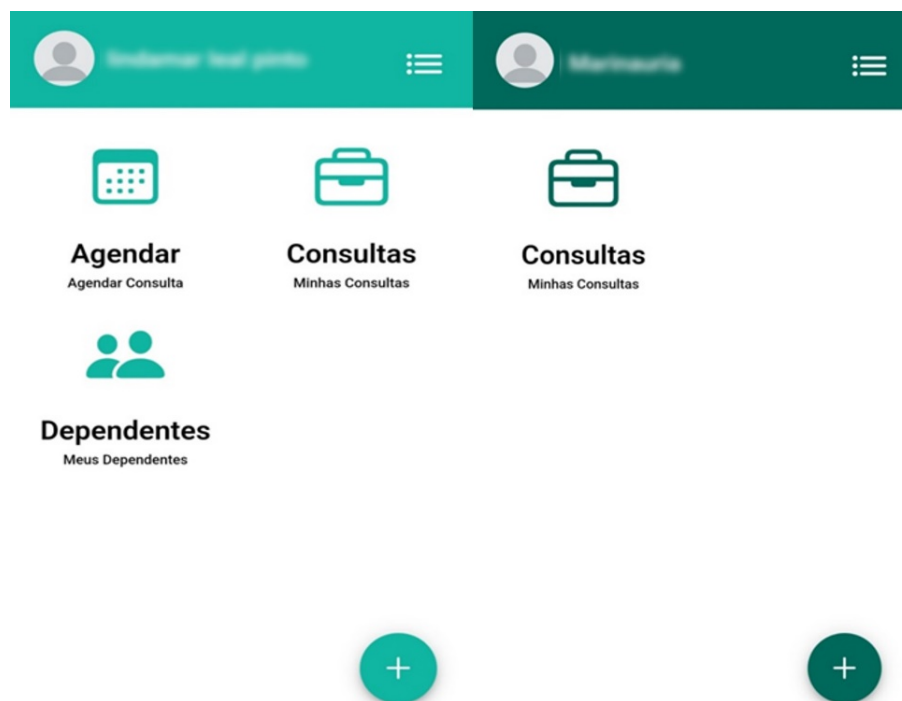 Agendar
Agendar Consulta
Consultas
Minhas Consultas
Dependentes
Meus Dependentes
Consultas
Minhas Consultas